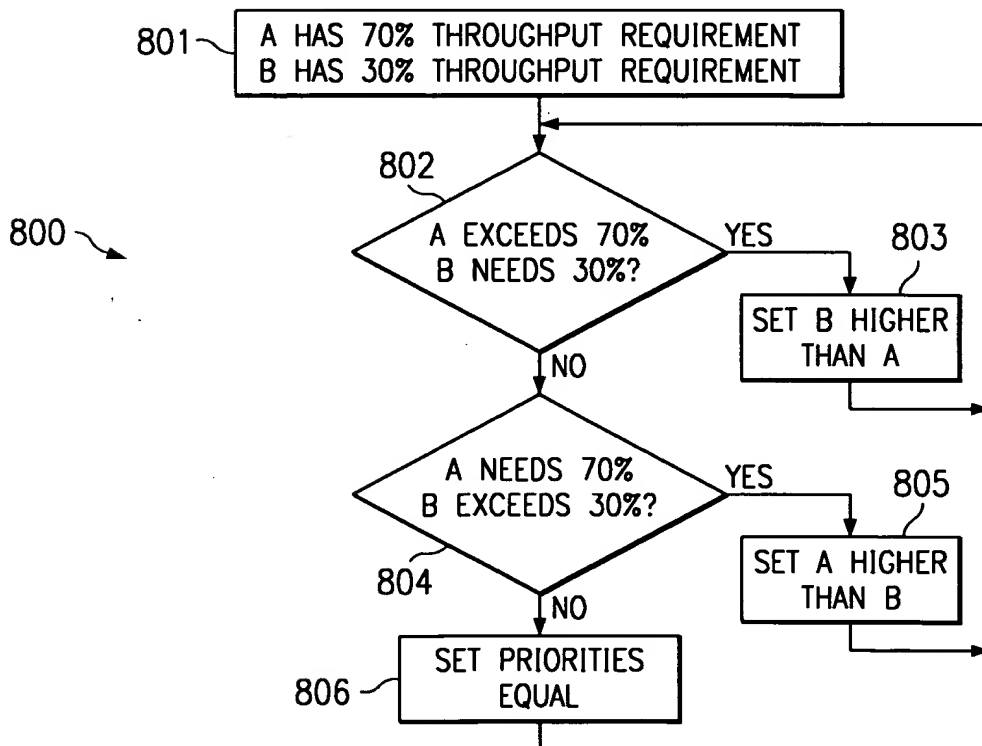 801
A HAS 70% THROUGHPUT REQUIREMENT
B HAS 30% THROUGHPUT REQUIREMENT
802
800
A EXCEEDS 70%
B NEEDS 30%?
YES
803
SET B HIGHER
THAN A
NO
A NEEDS 70%
B EXCEEDS 30%?
YES
805
804
SET A HIGHER
THAN B
NO
806
SET PRIORITIES
EQUAL